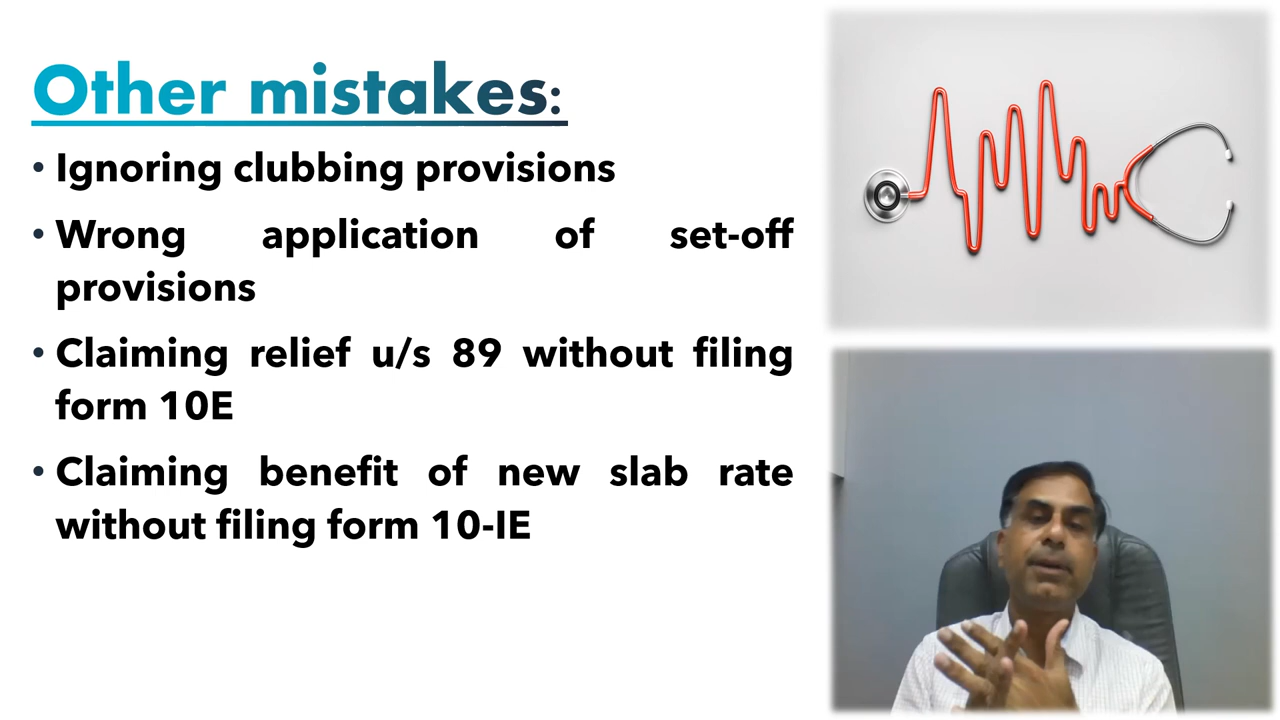 Other mistakes:
• Ignoring clubbing provisions
• Wrong application of set-off
provisions
• Claiming relief u/s 89 without filing
form 10E
• Claiming benefit of new slab rate
without filing form 10-IE